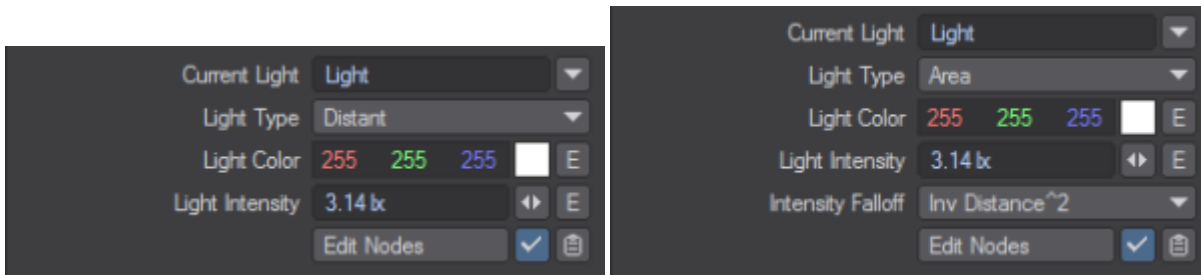 Current Light Light
Light Type Distant
Light Color 255 255 255 E
Light Intensity 3.14 lx E
Edit Nodes
Current Light Light
Light Type Area
Light Color 255 255 255 E
Light Intensity 3.14 lx E
Intensity Falloff Inv Distance^2
Edit Nodes